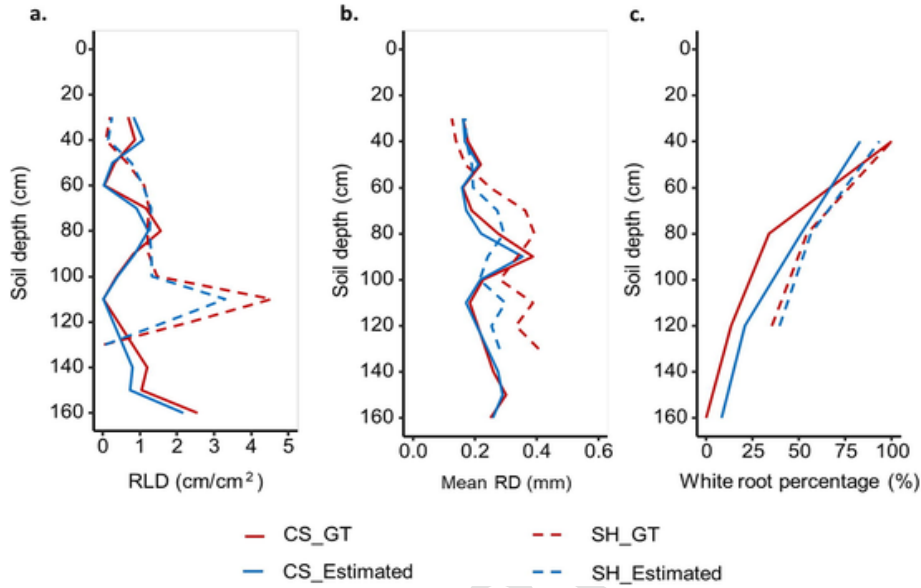 a.
b.
c.
0
20
40
60
80
100
120
140
160
Soil depth (cm)
0 1 2 3 4 5
RLD (cm/cm²)
0
20
40
60
80
100
120
140
160
Soil depth (cm)
0.0 0.2 0.4 0.6
Mean RD (mm)
0
20
40
60
80
100
120
140
160
Soil depth (cm)
0 25 50 75 100
White root percentage (%)
CS_GT
SH_GT
CS_Estimated
SH_Estimated